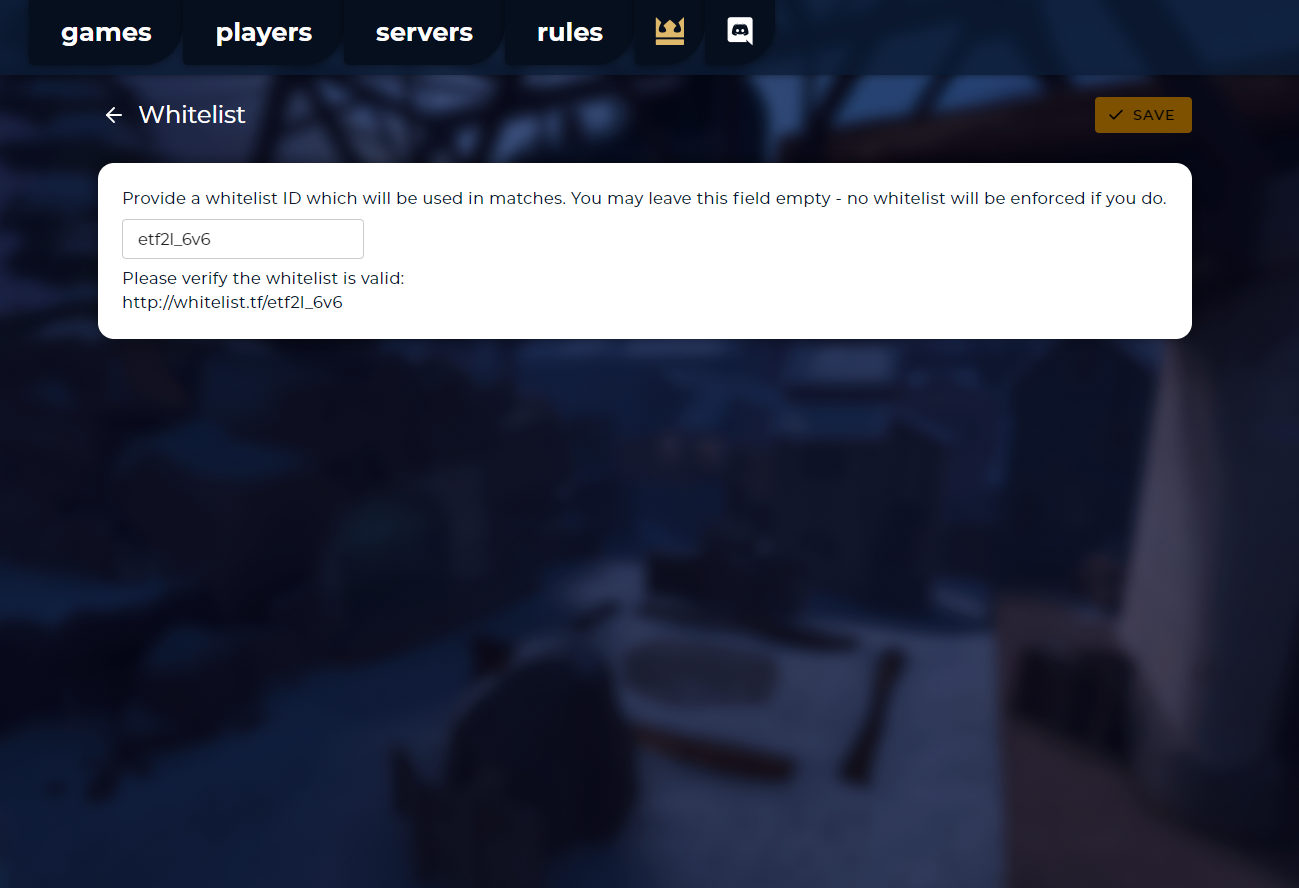 games players servers rules
Whitelist
SAVE
Provide a whitelist ID which will be used in matches. You may leave this field empty - no whitelist will be enforced if you do.
etf2l_6v6
Please verify the whitelist is valid:
http://whitelist.tf/etf2l_6v6